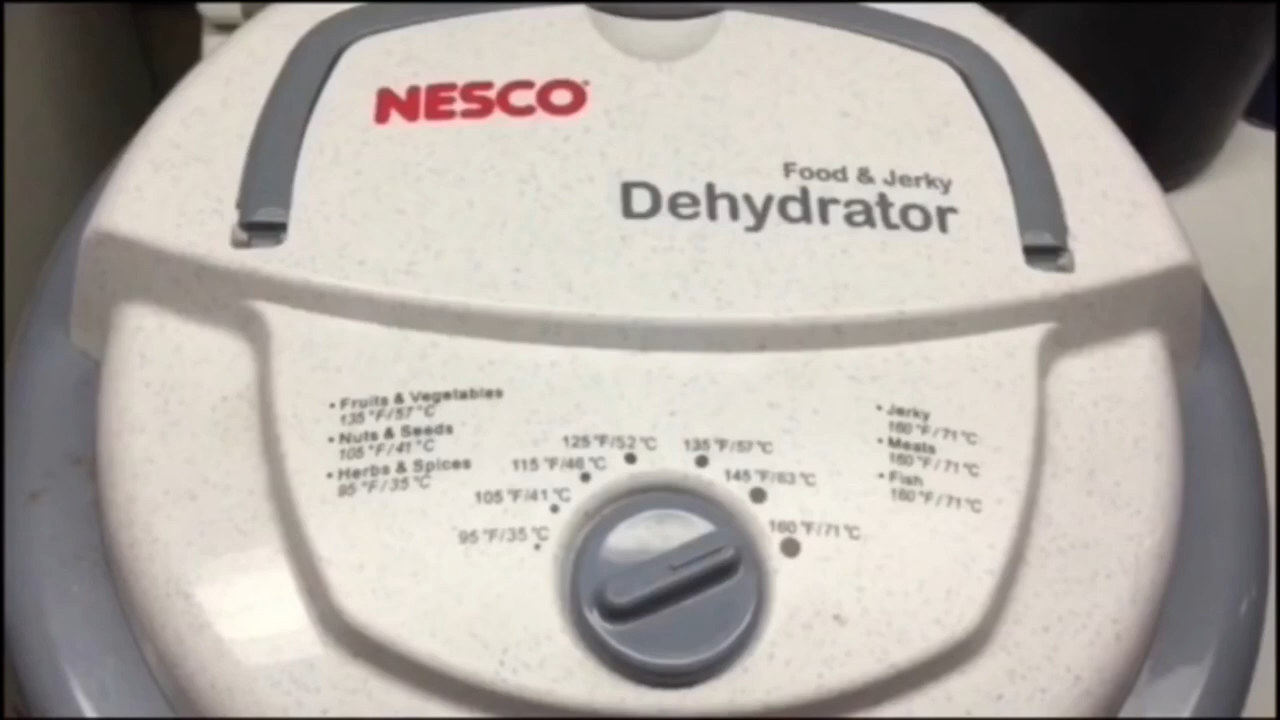 NESCO
Food & Jerky
Dehydrator
• Fruits & Vegetables
135 °F/57 °C
• Nuts & Seeds
105 °F/41 °C
• Herbs & Spices
95 °F/35 °C
125 °F/52 °C
115 °F/46 °C
105 °F/41 °C
95 °F/35 °C
135 °F/57 °C
145 °F/63 °C
160 °F/71 °C
• Jerky
160 °F/71 °C
• Meats
160 °F/71 °C
• Fish
160 °F/71 °C